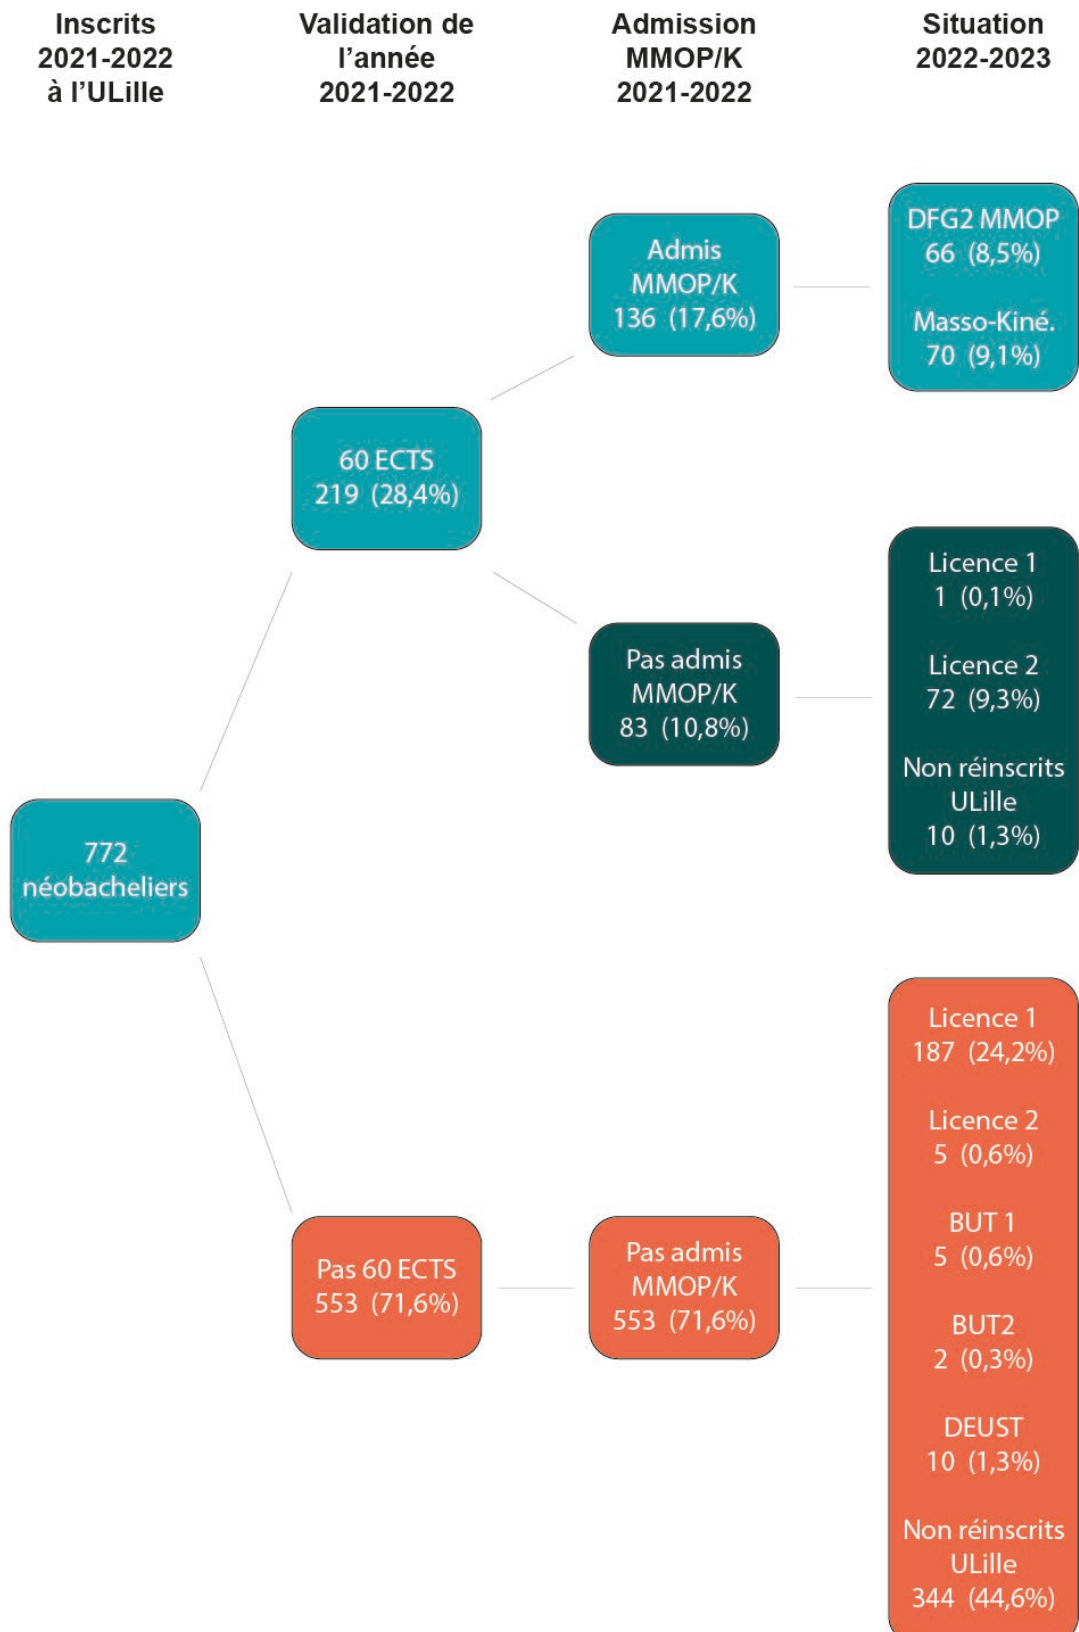 Inscrits
2021-2022
à l'ULille
Validation de
l'année
2021-2022
Admission
MMOP/K
2021-2022
Situation
2022-2023
772
néobacheliers
60 ECTS
219 (28,4%)
Admis
MMOP/K
136 (17,6%)
DFG2 MMOP
66 (8,5%)
Masso-Kiné.
70 (9,1%)
Pas admis
MMOP/K
83 (10,8%)
Licence 1
1 (0,1%)
Licence 2
72 (9,3%)
Non réinscrits
ULille
10 (1,3%)
Pas 60 ECTS
553 (71,6%)
Pas admis
MMOP/K
553 (71,6%)
Licence 1
187 (24,2%)
Licence 2
5 (0,6%)
BUT 1
5 (0,6%)
BUT2
2 (0,3%)
DEUST
10 (1,3%)
Non réinscrits
ULille
344 (44,6%)